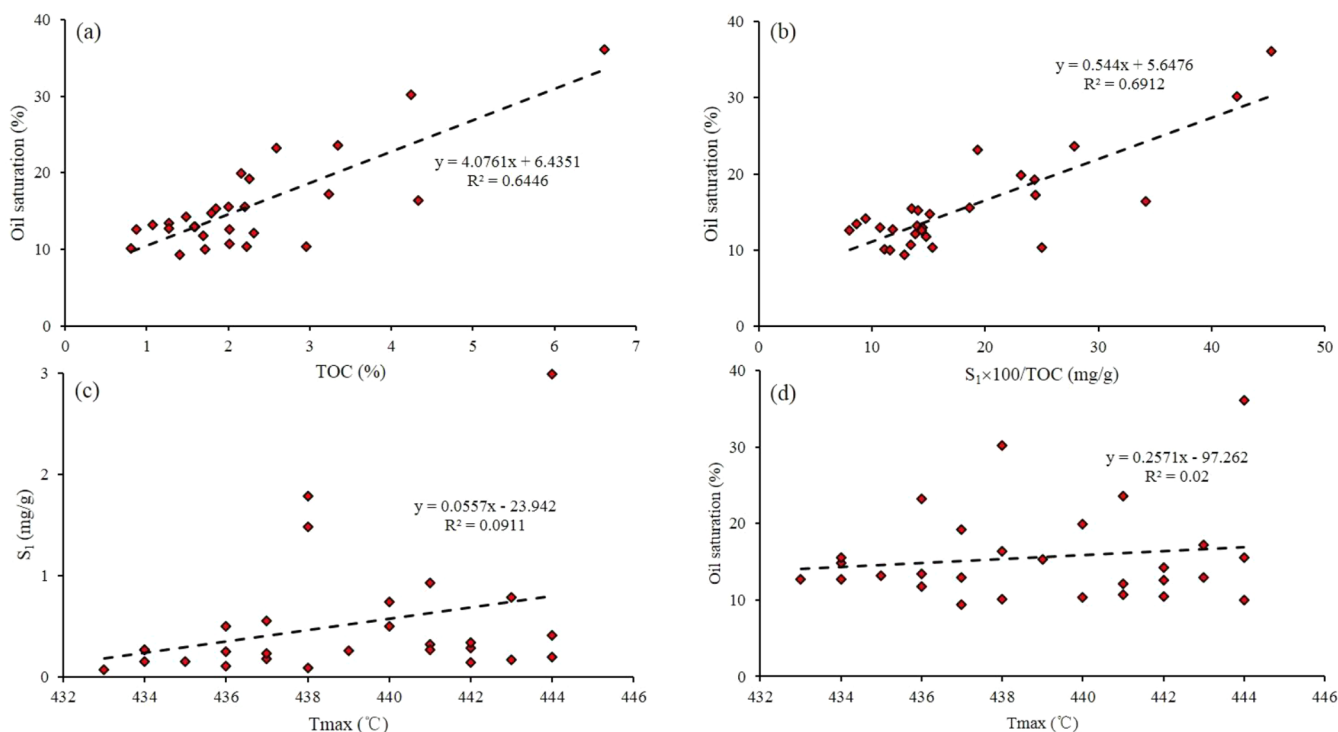 (a)
Oil saturation (%)
40
30
20
10
0
y = 4.0761x + 6.4351
R² = 0.6446
0 1 2 3 4 5 6 7
TOC (%)
(b)
Oil saturation (%)
40
30
20
10
0
y = 0.544x + 5.6476
R² = 0.6912
0 10 20 30 40 50
S₁×100/TOC (mg/g)
(c)
S₁ (mg/g)
3
2
1
0
y = 0.0557x - 23.942
R² = 0.0911
432 434 436 438 440 442 444 446
Tmax (℃)
(d)
Oil saturation (%)
40
30
20
10
0
y = 0.2571x - 97.262
R² = 0.02
432 434 436 438 440 442 444 446
Tmax (℃)